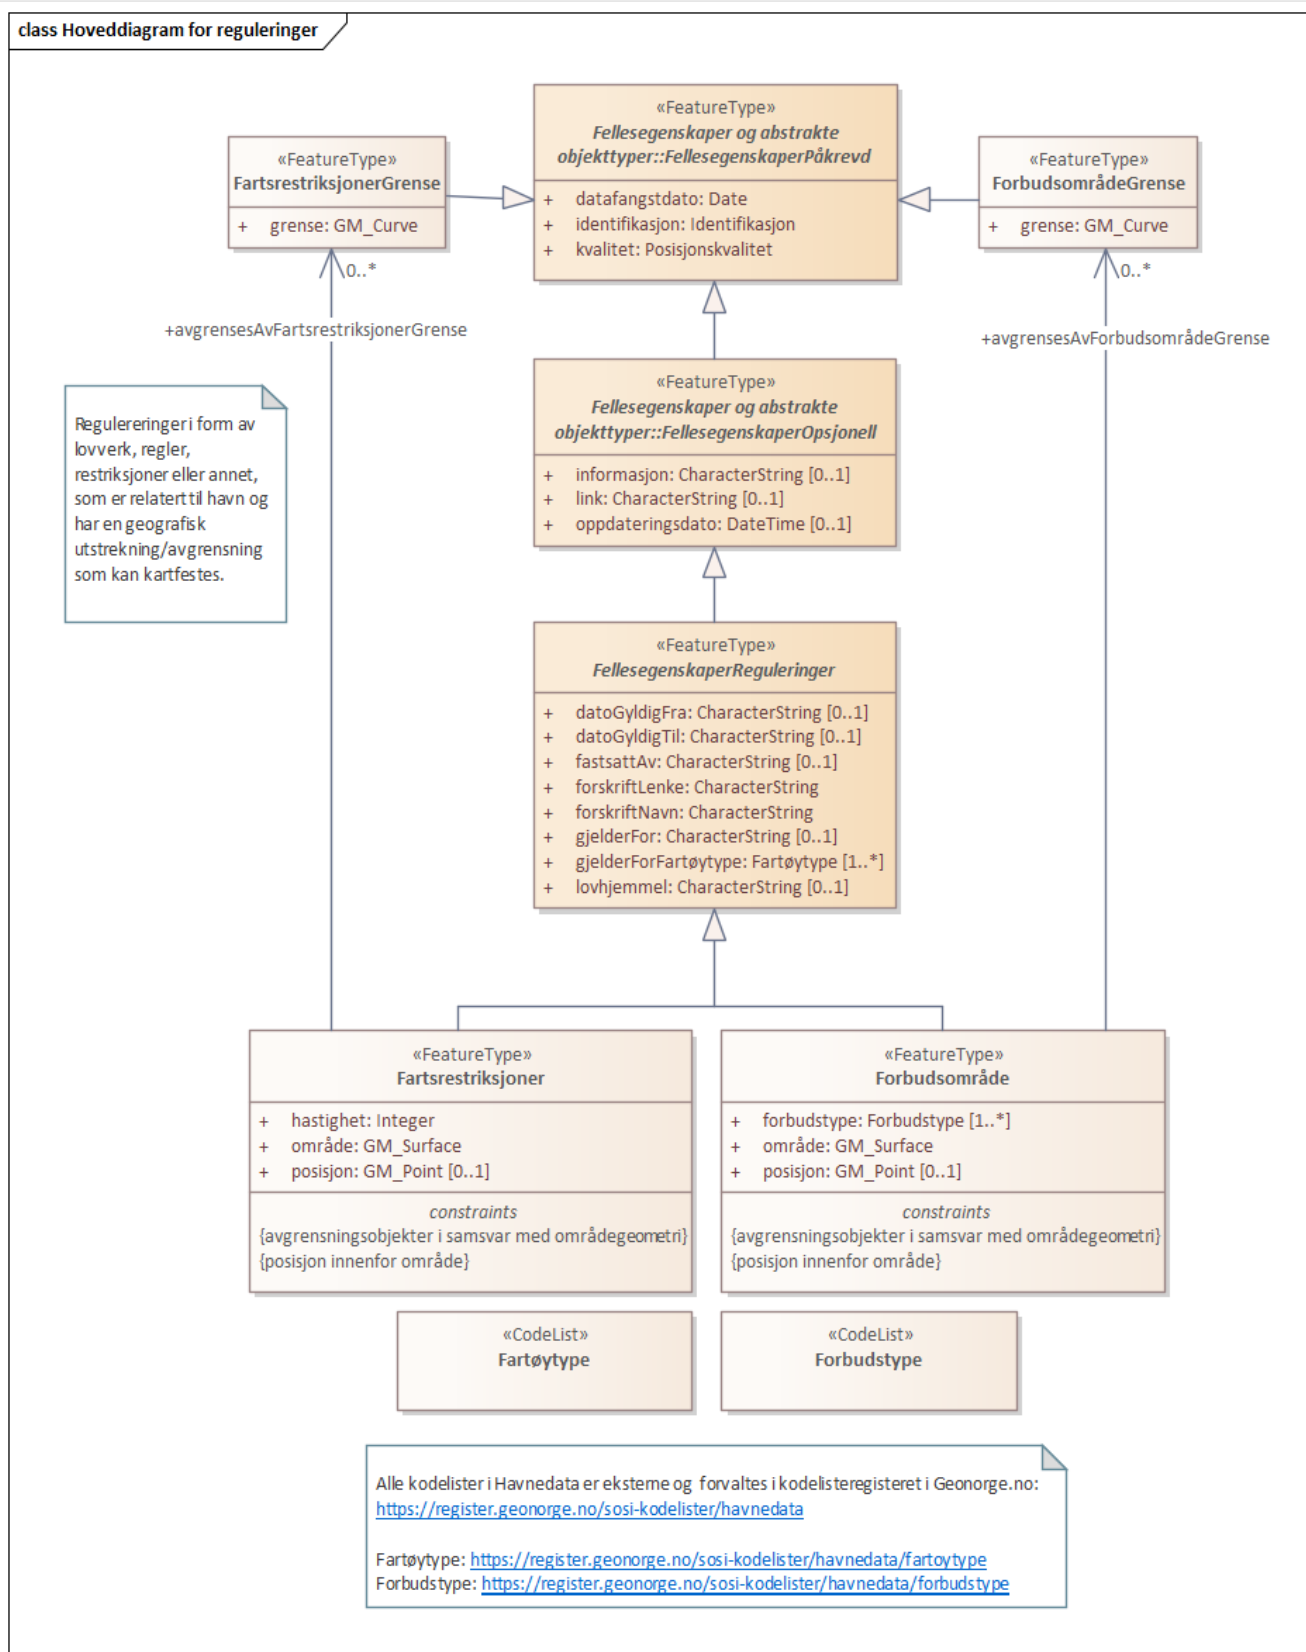 class Hoveddiagram for reguleringer
«FeatureType»
Fellesegenskaper og abstrakte
objekttyper::FellesegenskaperPåkrevd
+ datafangstdato: Date
+ identifikasjon: Identifikasjon
+ kvalitet: Posisjonskvalitet
«FeatureType»
FartsrestriksjonerGrense
+ grense: GM_Curve
«FeatureType»
ForbudsområdeGrense
+ grense: GM_Curve
0..*
0..*
+avgrensesAvFartsrestriksjonerGrense
+avgrensesAvForbudsområdeGrense
Regulereringer i form av
lovverk, regler,
restriksjoner eller annet,
som er relatert til havn og
har en geografisk
utstrekning/avgrensning
som kan kartfestes.
«FeatureType»
Fellesegenskaper og abstrakte
objekttyper::FellesegenskaperOpsjonell
+ informasjon: CharacterString [0..1]
+ link: CharacterString [0..1]
+ oppdateringsdato: DateTime [0..1]
«FeatureType»
FellesegenskaperReguleringer
+ datoGyldigFra: CharacterString [0..1]
+ datoGyldigTil: CharacterString [0..1]
+ fastsattAv: CharacterString [0..1]
+ forskriftLenke: CharacterString
+ forskriftNavn: CharacterString
+ gjelderFor: CharacterString [0..1]
+ gjelderForFartøytype: Fartøytype [1..*]
+ lovhjemmel: CharacterString [0..1]
«FeatureType»
Fartsrestriksjoner
+ hastighet: Integer
+ område: GM_Surface
+ posisjon: GM_Point [0..1]
constraints
{avgrensningsobjekter i samsvar med områdegeometri}
{posisjon innenfor område}
«FeatureType»
Forbudsområde
+ forbudstype: Forbudstype [1..*]
+ område: GM_Surface
+ posisjon: GM_Point [0..1]
constraints
{avgrensningsobjekter i samsvar med områdegeometri}
{posisjon innenfor område}
«CodeList»
Fartøytype
«CodeList»
Forbudstype
Alle kodelister i Havnedata er eksterne og forvaltes i kodelisteregisteret i Geonorge.no:
https://register.geonorge.no/sosi-kodelister/havnedata
Fartøytype: https://register.geonorge.no/sosi-kodelister/havnedata/fartoytype
Forbudstype: https://register.geonorge.no/sosi-kodelister/havnedata/forbudstype